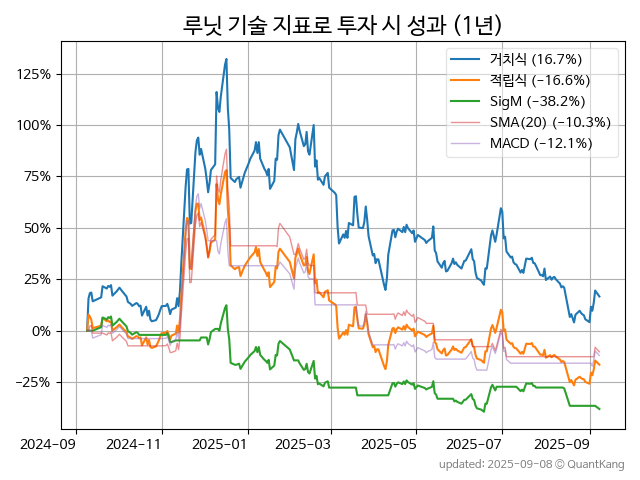 루닛 기술 지표로 투자 시 성과 (1년)
거치식 (16.7%)
적립식 (−16.6%)
SigM (−38.2%)
SMA(20) (−10.3%)
MACD (−12.1%)
125%
100%
75%
50%
25%
0%
−25%
2024-09
2024-11
2025-01
2025-03
2025-05
2025-07
2025-09
updated: 2025-09-08 © QuantKang